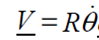 V = Rθ̇